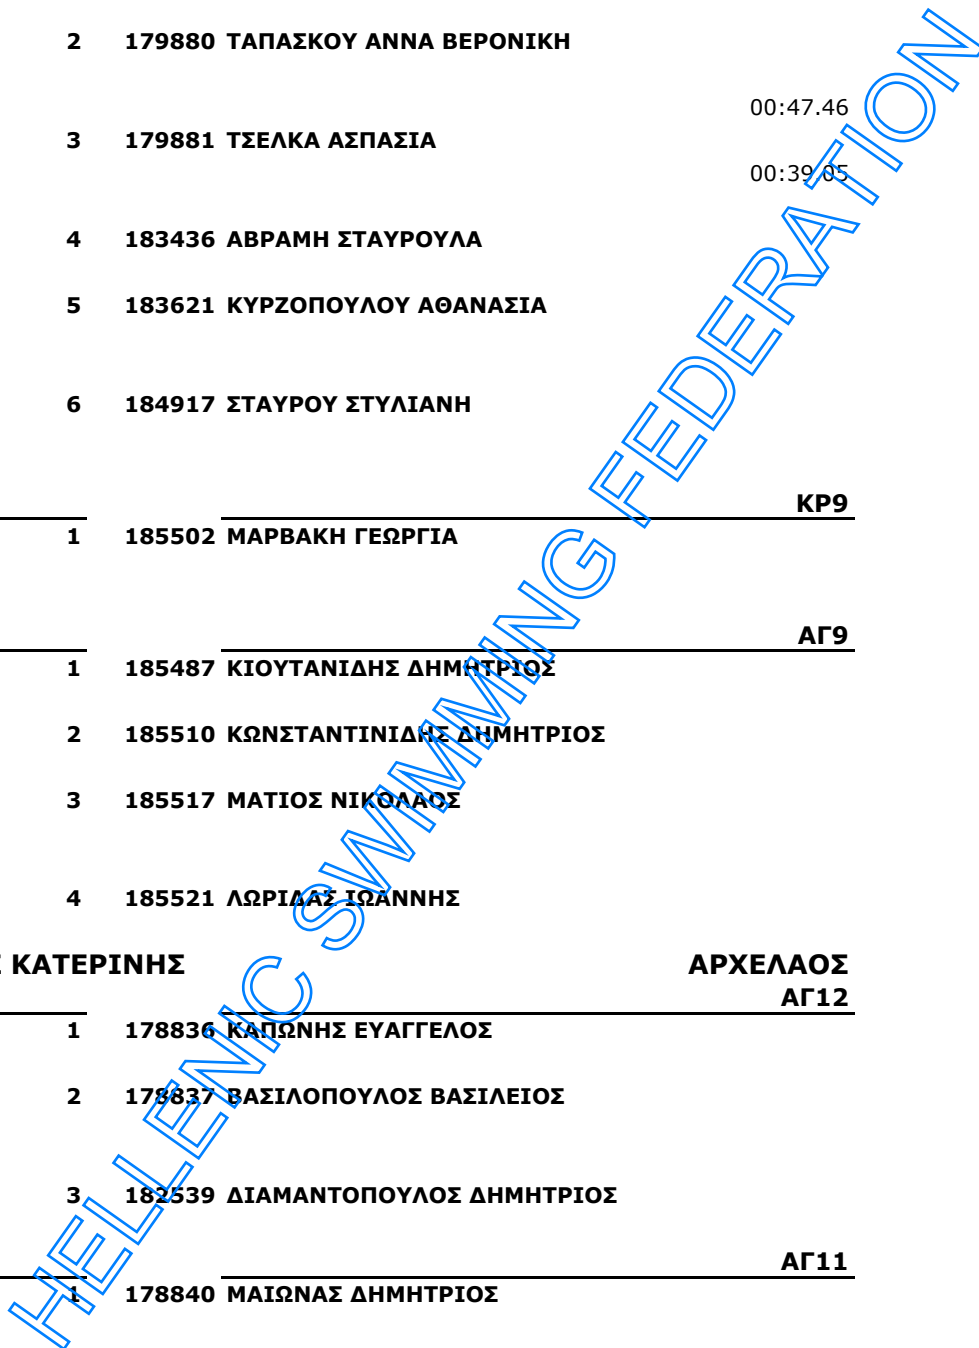 2 179880 ΤΑΠΑΣΚΟΥ ΑΝΝΑ ΒΕΡΟΝΙΚΗ
00:47.46
3 179881 ΤΣΕΛΚΑ ΑΣΠΑΣΙΑ
00:39.05
4 183436 ΑΒΡΑΜΗ ΣΤΑΥΡΟΥΛΑ
5 183621 ΚΥΡΖΟΠΟΥΛΟΥ ΑΘΑΝΑΣΙΑ
6 184917 ΣΤΑΥΡΟΥ ΣΤΥΛΙΑΝΗ
ΚΡ9
1 185502 ΜΑΡΒΑΚΗ ΓΕΩΡΓΙΑ
ΑΓ9
1 185487 ΚΙΟΥΤΑΝΙΔΗΣ ΔΗΜΗΤΡΙΟΣ
2 185510 ΚΩΝΣΤΑΝΤΙΝΙΔΗΣ ΔΗΜΗΤΡΙΟΣ
3 185517 ΜΑΤΙΟΣ ΝΙΚΟΛΑΟΣ
4 185521 ΛΩΡΙΔΑΣ ΙΩΑΝΝΗΣ
ΚΑΤΕΡΙΝΗΣ ΑΡΧΕΛΑΟΣ
ΑΓ12
1 178836 ΚΑΠΩΝΗΣ ΕΥΑΓΓΕΛΟΣ
2 178837 ΒΑΣΙΛΟΠΟΥΛΟΣ ΒΑΣΙΛΕΙΟΣ
3 182539 ΔΙΑΜΑΝΤΟΠΟΥΛΟΣ ΔΗΜΗΤΡΙΟΣ
ΑΓ11
1 178840 ΜΑΙΩΝΑΣ ΔΗΜΗΤΡΙΟΣ
HELLENIC SWIMMING FEDERATION